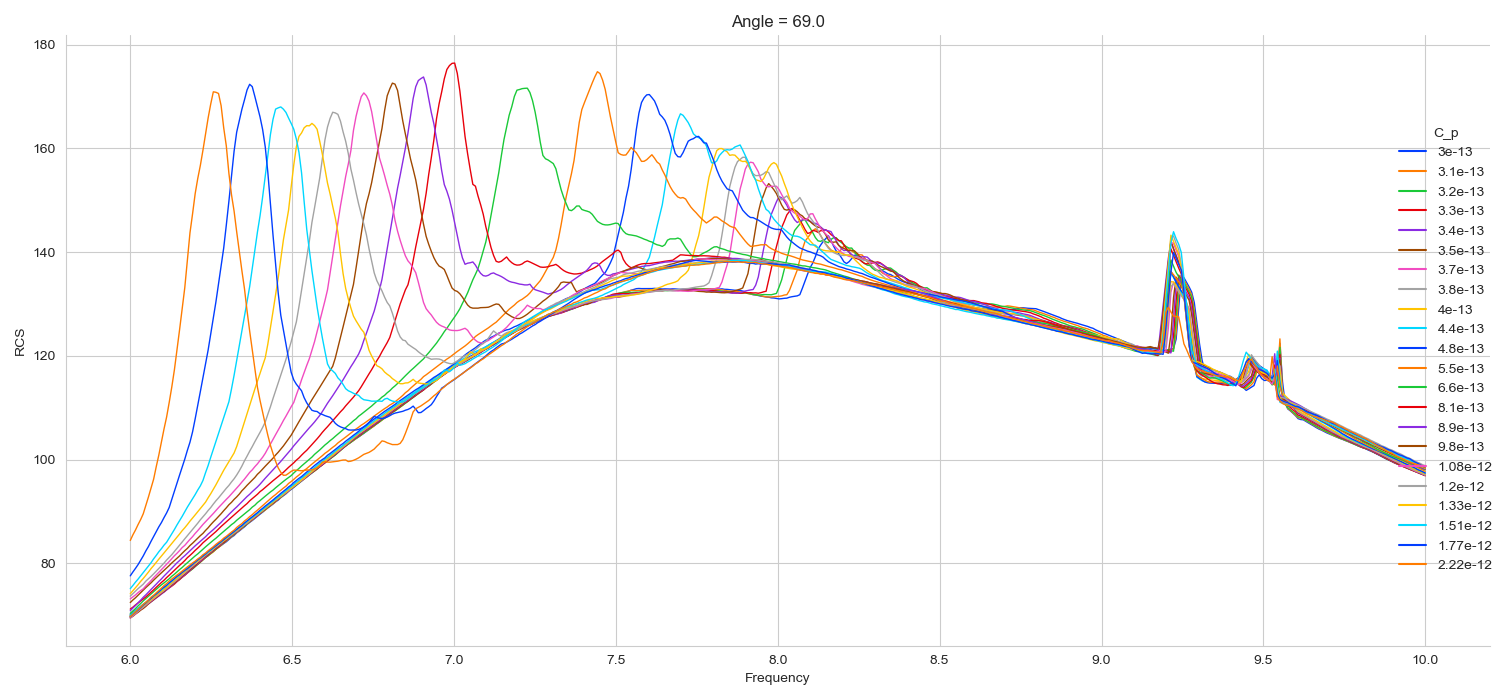 Angle = 69.0
180
160
140
120
100
80
RCS
6.0
6.5
7.0
7.5
8.0
8.5
9.0
9.5
10.0
Frequency
C_p
3e-13
3.1e-13
3.2e-13
3.3e-13
3.4e-13
3.5e-13
3.7e-13
3.8e-13
4e-13
4.4e-13
4.8e-13
5.5e-13
6.6e-13
8.1e-13
8.9e-13
9.8e-13
1.08e-12
1.2e-12
1.33e-12
1.51e-12
1.77e-12
2.22e-12